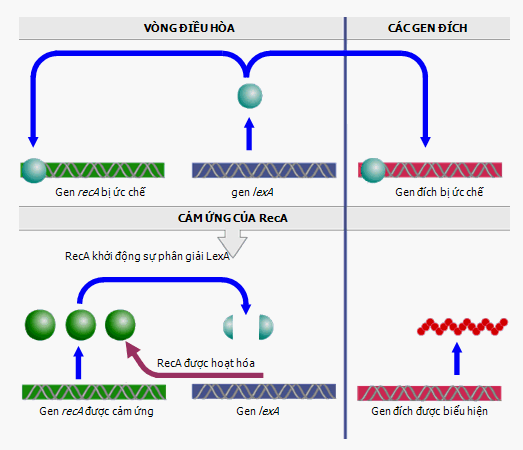 VÒNG ĐIỀU HÒA
CÁC GEN ĐÍCH
Gen recA bị ức chế
gen lexA
Gen đích bị ức chế
CẢM ỨNG CỦA RecA
RecA khởi động sự phân giải LexA
RecA được hoạt hóa
Gen recA được cảm ứng
Gen lexA
Gen đích được biểu hiện